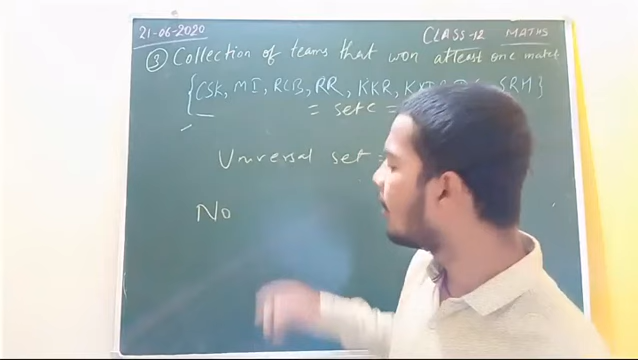 21-06-2020 CLASS-12 MATHS
③ Collection of teams that won atleast one match
{CSK, MI, RCB, RR, KKR, SRH}
= set C =
Universal set =
No